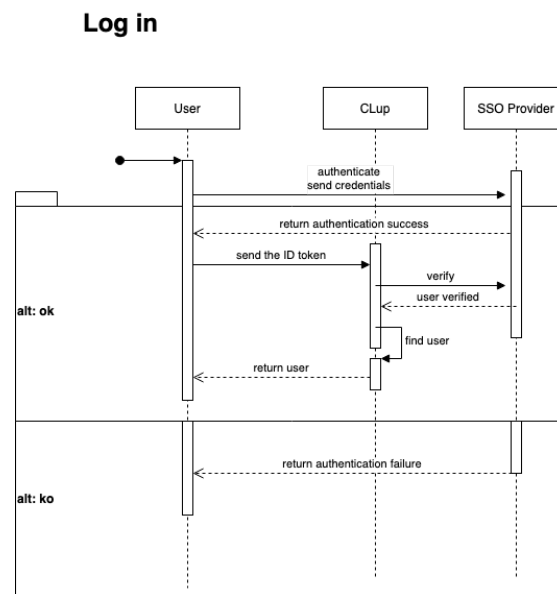 Log in
User
CLup
SSO Provider
authenticate
send credentials
return authentication success
send the ID token
verify
user verified
alt: ok
find user
return user
return authentication failure
alt: ko